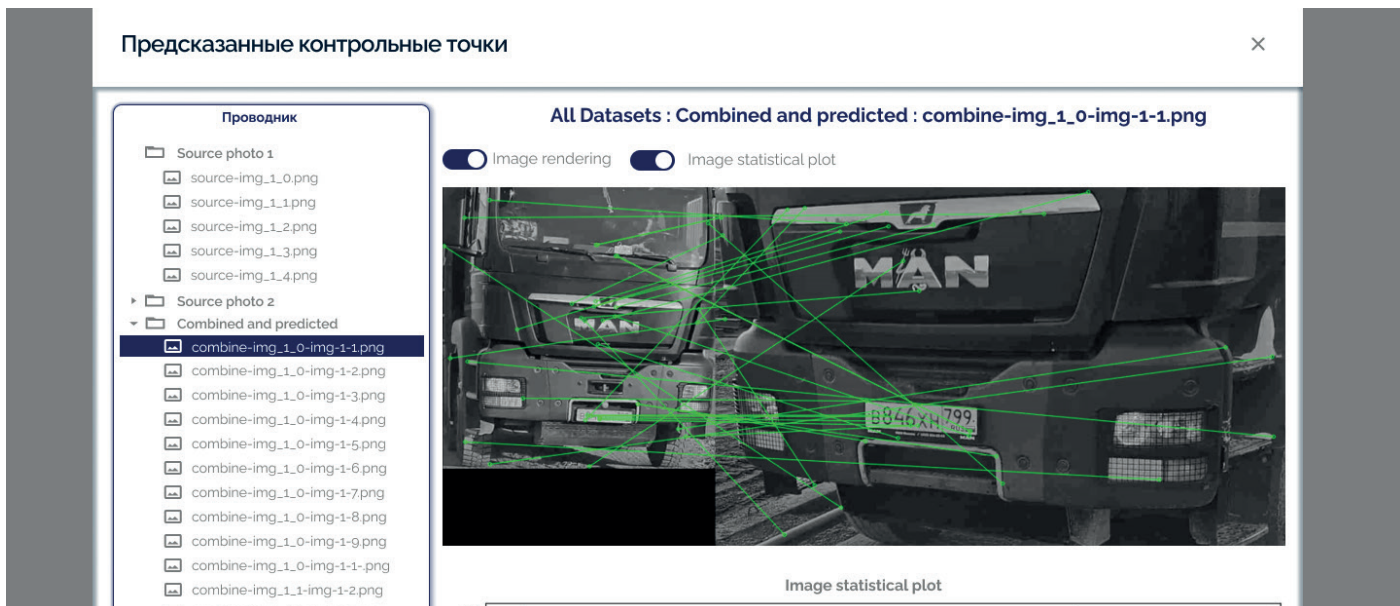 Предсказанные контрольные точки
Проводник
Source photo 1
source-img_1_0.png
source-img_1_1.png
source-img_1_2.png
source-img_1_3.png
source-img_1_4.png
Source photo 2
Combined and predicted
combine-img_1_0-img-1-1.png
combine-img_1_0-img-1-2.png
combine-img_1_0-img-1-3.png
combine-img_1_0-img-1-4.png
combine-img_1_0-img-1-5.png
combine-img_1_0-img-1-6.png
combine-img_1_0-img-1-7.png
combine-img_1_0-img-1-8.png
combine-img_1_0-img-1-9.png
combine-img_1_0-img-1-1-.png
combine-img_1_1-img-1-2.png
All Datasets : Combined and predicted : combine-img_1_0-img-1-1.png
Image rendering Image statistical plot
MAN
MAN
В846ХН 799
RUS
Image statistical plot